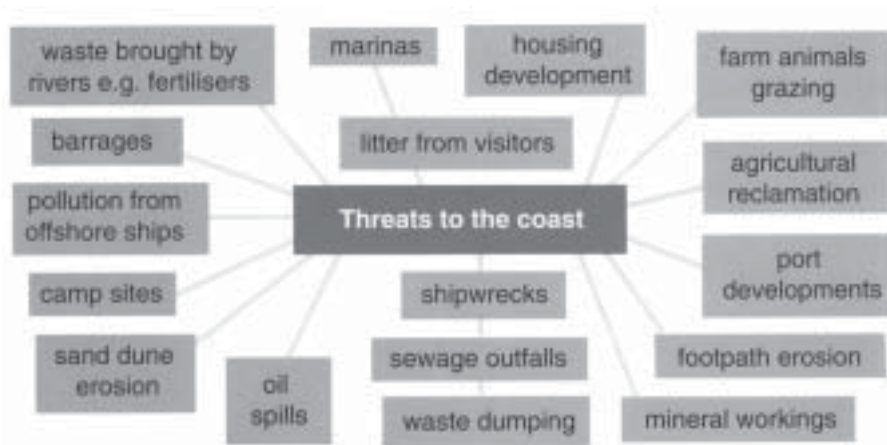 waste brought by
rivers e.g. fertilisers
marinas
housing
development
farm animals
grazing
barrages
litter from visitors
agricultural
reclamation
pollution from
offshore ships
Threats to the coast
port
developments
camp sites
shipwrecks
sand dune
erosion
oil
spills
sewage outfalls
footpath erosion
waste dumping
mineral workings